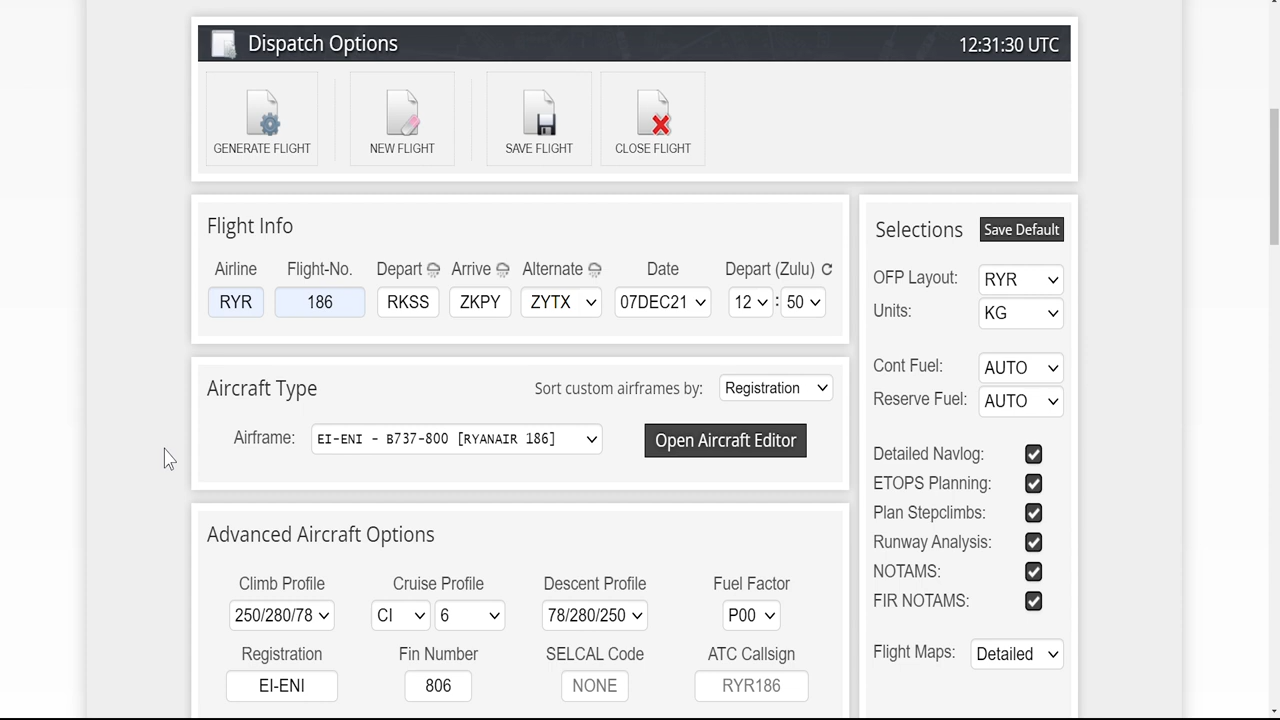 Dispatch Options 12:31:30 UTC
GENERATE FLIGHT NEW FLIGHT SAVE FLIGHT CLOSE FLIGHT
Flight Info
Airline Flight-No. Depart Arrive Alternate Date Depart (Zulu)
RYR 186 RKSS ZKPY ZYTX 07DEC21 12 : 50
Aircraft Type Sort custom airframes by: Registration
Airframe: EI-ENI - B737-800 [RYANAIR 186] Open Aircraft Editor
Advanced Aircraft Options
Climb Profile Cruise Profile Descent Profile Fuel Factor
250/280/78 CI 6 78/280/250 P00
Registration Fin Number SELCAL Code ATC Callsign
EI-ENI 806 NONE RYR186
Selections Save Default
OFP Layout: RYR
Units: KG
Cont Fuel: AUTO
Reserve Fuel: AUTO
Detailed Navlog:
ETOPS Planning:
Plan Stepclimbs:
Runway Analysis:
NOTAMS:
FIR NOTAMS:
Flight Maps: Detailed